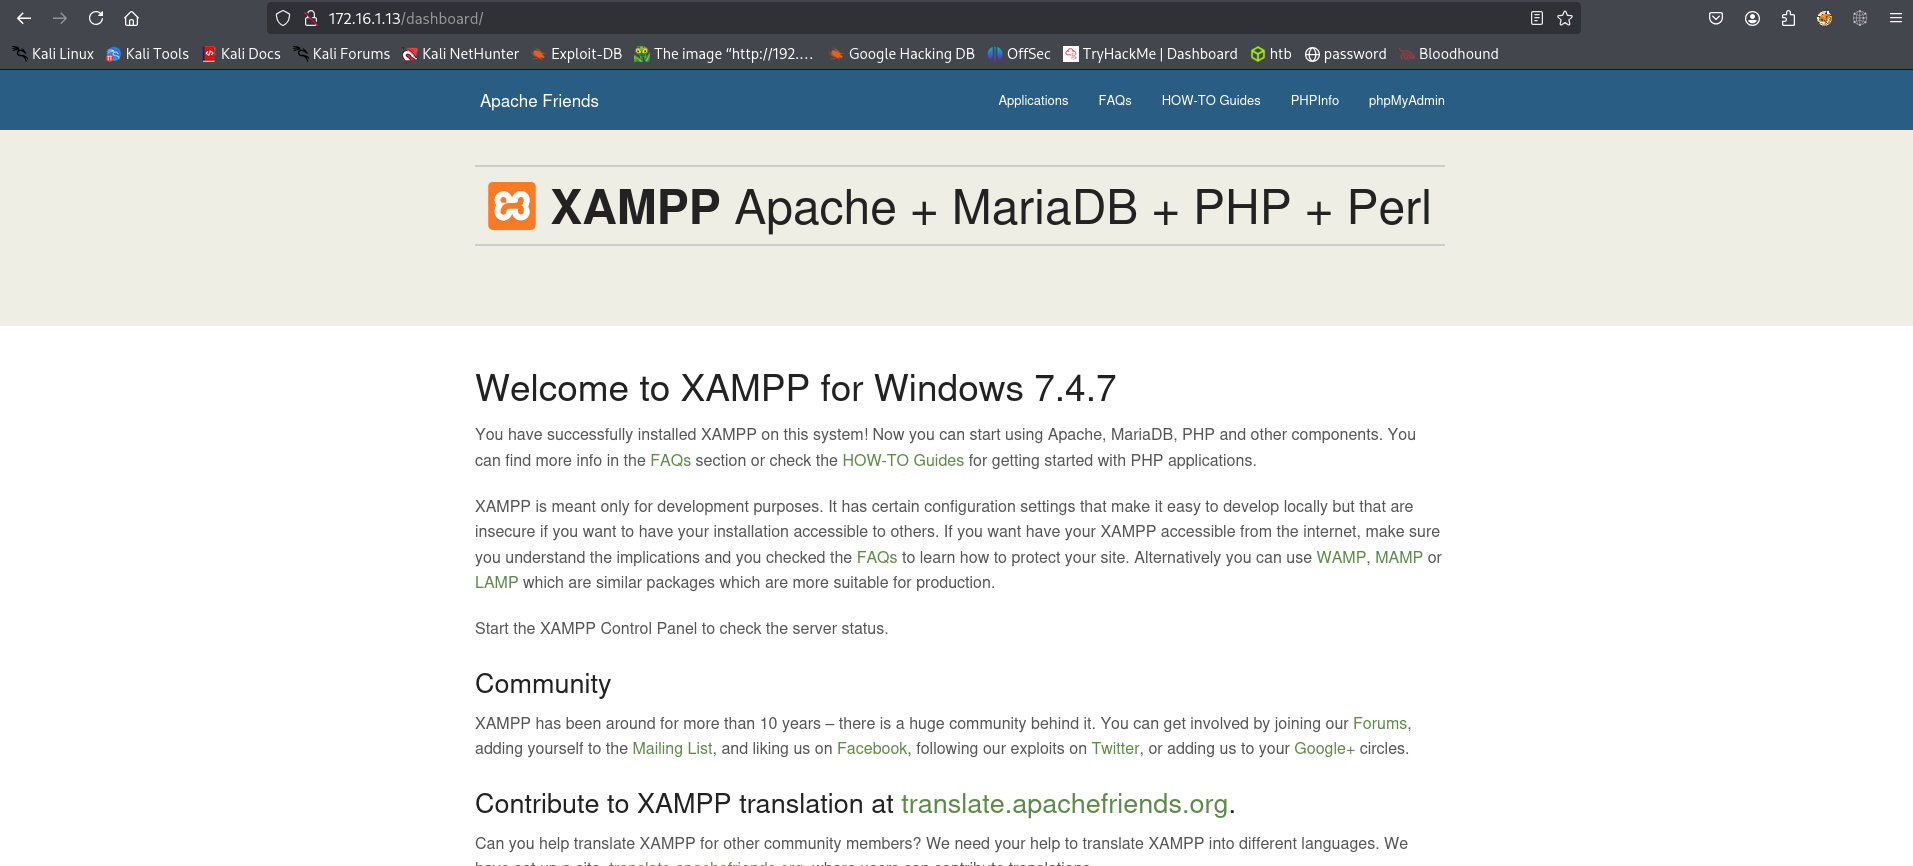 172.16.1.13/dashboard/
Kali Linux Kali Tools Kali Docs Kali Forums Kali NetHunter Exploit-DB The image “http://192.… Google Hacking DB OffSec TryHackMe | Dashboard htb password Bloodhound
Apache Friends Applications FAQs HOW-TO Guides PHPInfo phpMyAdmin
XAMPP Apache + MariaDB + PHP + Perl
Welcome to XAMPP for Windows 7.4.7
You have successfully installed XAMPP on this system! Now you can start using Apache, MariaDB, PHP and other components. You
can find more info in the FAQs section or check the HOW-TO Guides for getting started with PHP applications.
XAMPP is meant only for development purposes. It has certain configuration settings that make it easy to develop locally but that are
insecure if you want to have your installation accessible to others. If you want have your XAMPP accessible from the internet, make sure
you understand the implications and you checked the FAQs to learn how to protect your site. Alternatively you can use WAMP, MAMP or
LAMP which are similar packages which are more suitable for production.
Start the XAMPP Control Panel to check the server status.
Community
XAMPP has been around for more than 10 years – there is a huge community behind it. You can get involved by joining our Forums,
adding yourself to the Mailing List, and liking us on Facebook, following our exploits on Twitter, or adding us to your Google+ circles.
Contribute to XAMPP translation at translate.apachefriends.org.
Can you help translate XAMPP for other community members? We need your help to translate XAMPP into different languages. We
have set up a site, translate.apachefriends.org, where users can contribute translations.